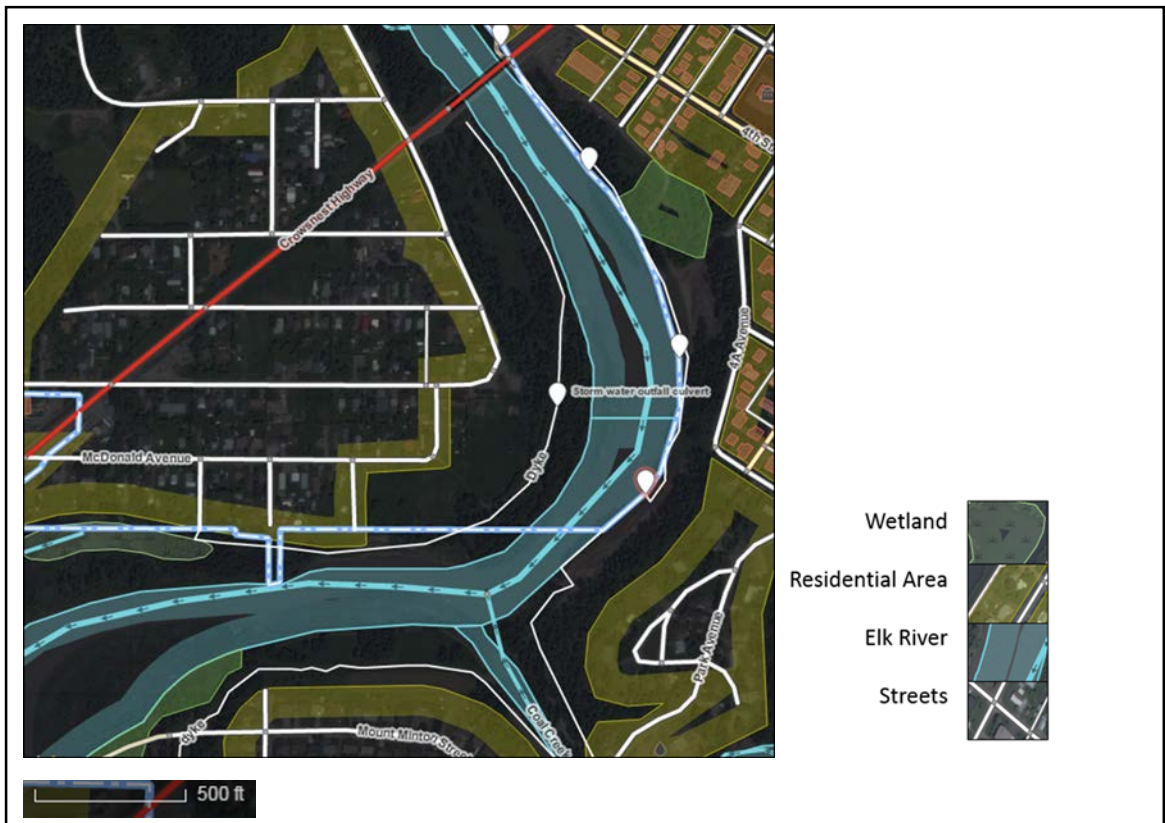 4th St
Crowsnest Highway
4A Avenue
Storm water outfall culvert
McDonald Avenue
Dyke
Park Avenue
Coal Creek
dyke
Mount Minton Street
Wetland
Residential Area
Elk River
Streets
500 ft